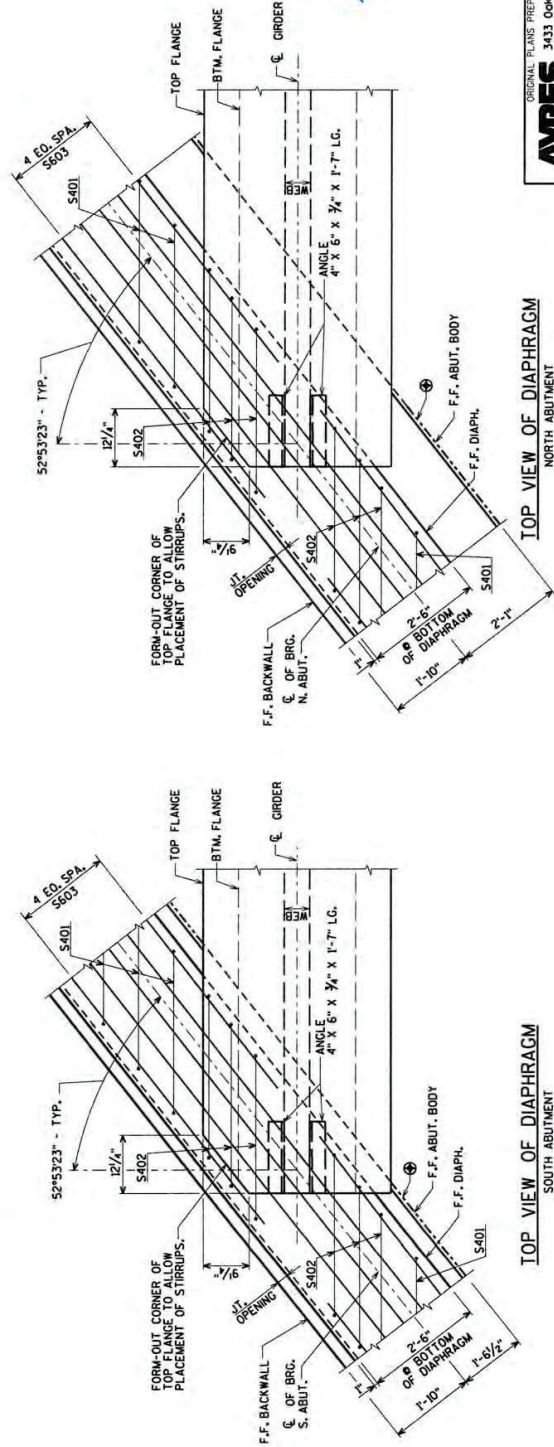 4 EQ. SPA.
S603
S401
52°53'23" - TYP.
12¼"
S402
FORM-OUT CORNER OF
TOP FLANGE TO ALLOW
PLACEMENT OF STIRRUPS.
9¼"
JT.
OPENING
F.F. BACKWALL
℄ OF BRG.
S. ABUT.
TOP FLANGE
BTM. FLANGE
℄ GIRDER
WEB
ANGLE
4" X 6" X ¾" X 1'-7" LG.
S402
F.F. ABUT. BODY
F.F. DIAPH.
S401
1"
2'-6"
@ BOTTOM
OF DIAPHRAGM
1'-10"
1'-6½"
TOP VIEW OF DIAPHRAGM
SOUTH ABUTMENT
4 EQ. SPA.
S603
S401
52°53'23" - TYP.
12¼"
S402
FORM-OUT CORNER OF
TOP FLANGE TO ALLOW
PLACEMENT OF STIRRUPS.
9¼"
JT.
OPENING
F.F. BACKWALL
℄ OF BRG.
N. ABUT.
TOP FLANGE
BTM. FLANGE
℄ GIRDER
WEB
ANGLE
4" X 6" X ¾" X 1'-7" LG.
S402
F.F. ABUT. BODY
F.F. DIAPH.
S401
1"
2'-6"
@ BOTTOM
OF DIAPHRAGM
1'-10"
2'-1"
TOP VIEW OF DIAPHRAGM
NORTH ABUTMENT
ORIGINAL PLANS PREP
AYRES
3433 Oak